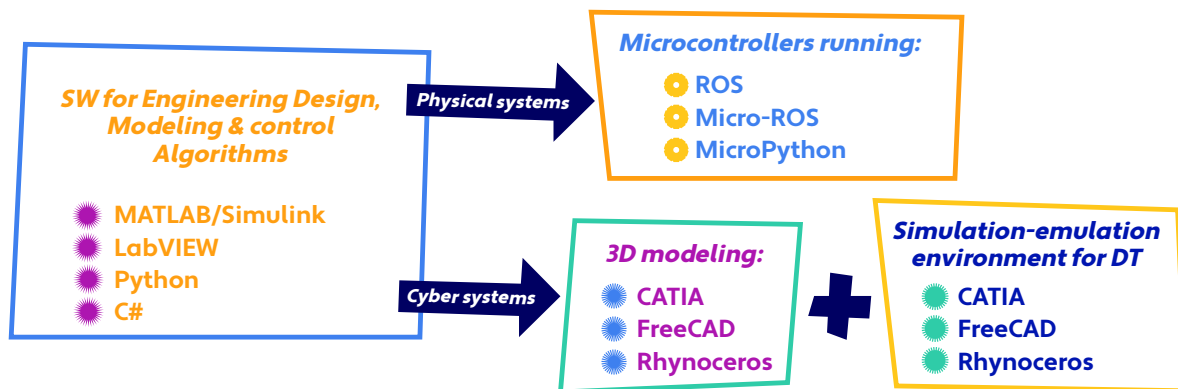 SW for Engineering Design,
Modeling & control
Algorithms
MATLAB/Simulink
LabVIEW
Python
C#
Physical systems
Cyber systems
Microcontrollers running:
ROS
Micro-ROS
MicroPython
3D modeling:
CATIA
FreeCAD
Rhynoceros
Simulation-emulation
environment for DT
CATIA
FreeCAD
Rhynoceros